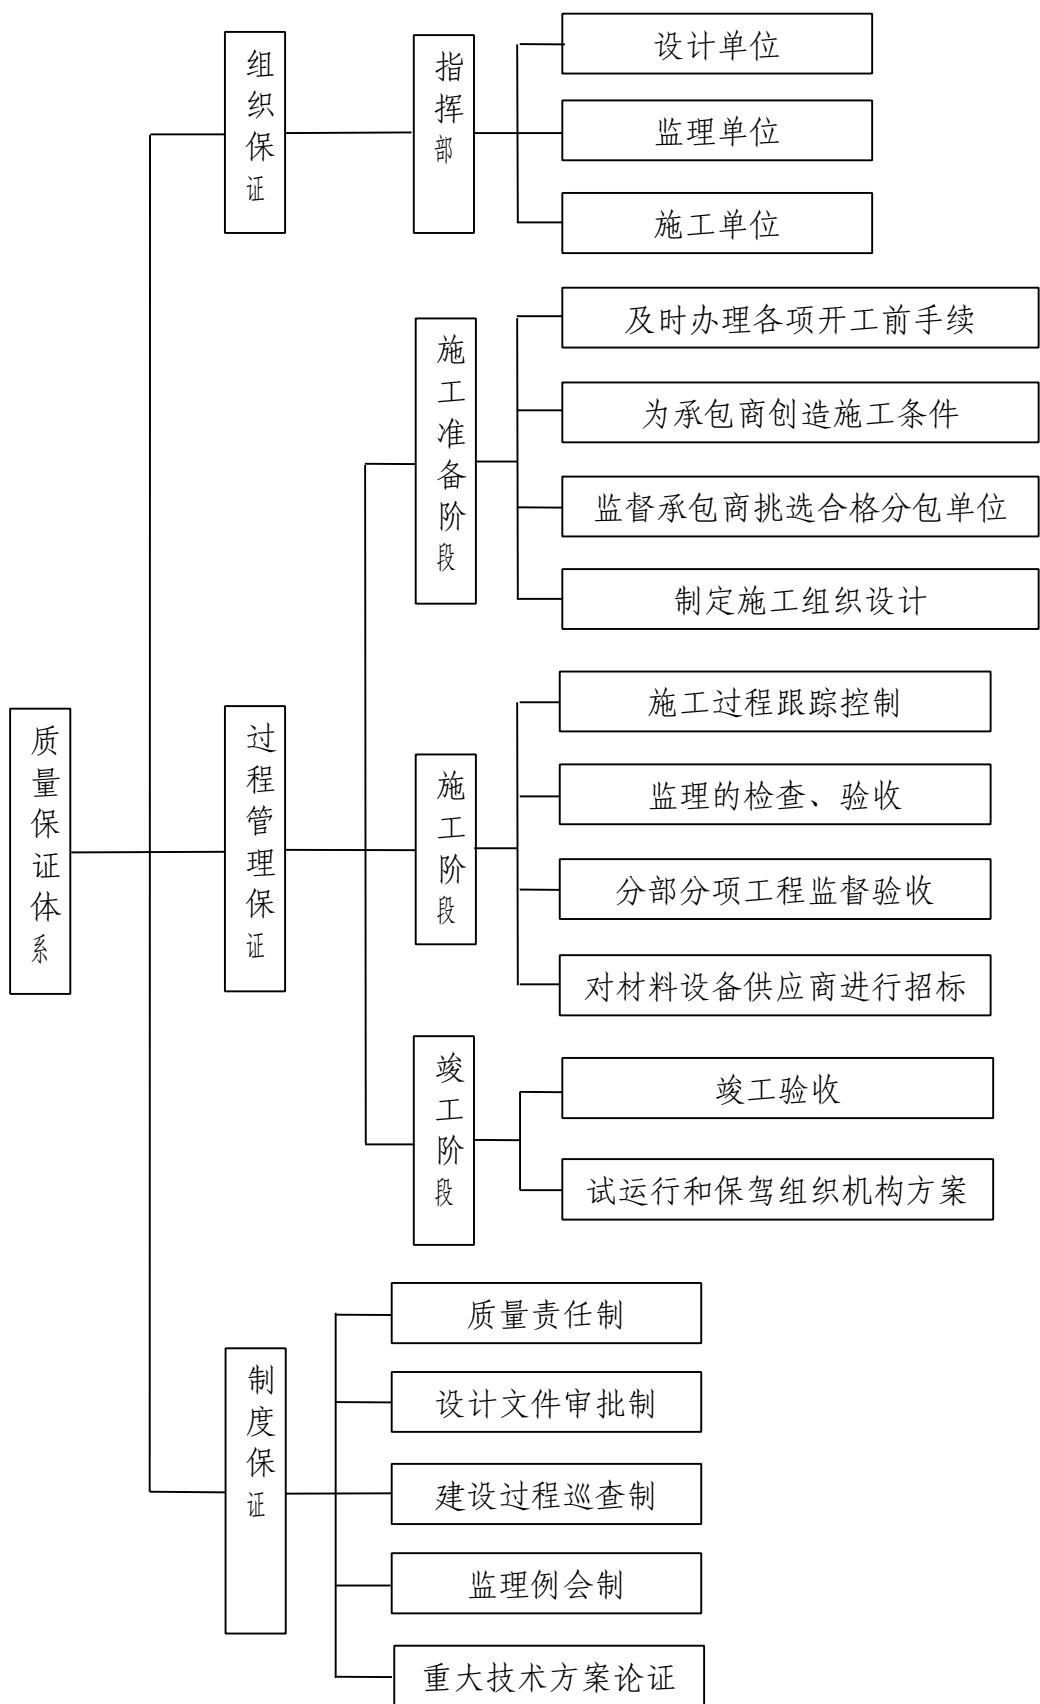 质量保证体系
组织保证
指挥部
设计单位
监理单位
施工单位
过程管理保证
施工准备阶段
及时办理各项开工前手续
为承包商创造施工条件
监督承包商挑选合格分包单位
制定施工组织设计
施工阶段
施工过程跟踪控制
监理的检查、验收
分部分项工程监督验收
对材料设备供应商进行招标
竣工阶段
竣工验收
试运行和保驾组织机构方案
制度保证
质量责任制
设计文件审批制
建设过程巡查制
监理例会制
重大技术方案论证